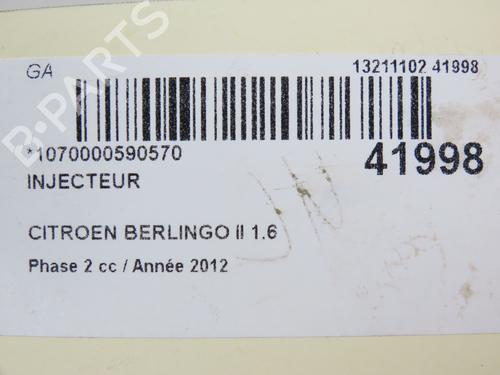 GA
13211102 41998
*1070000590570
41998
INJECTEUR
CITROEN BERLINGO II 1.6
Phase 2 cc / Année 2012
B-PARTS